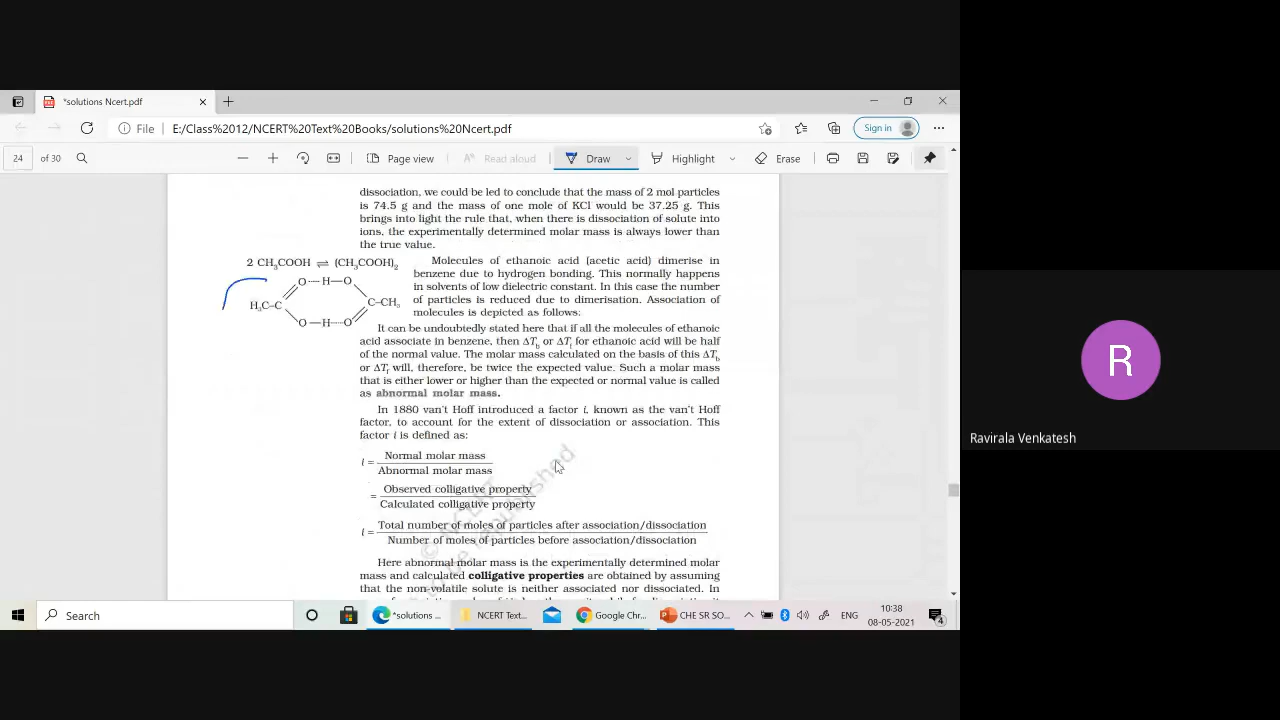 *solutions Ncert.pdf
File
E:/Class%2012/NCERT%20Text%20Books/solutions%20Ncert.pdf
Sign in
24 of 30
Page view
Read aloud
Draw
Highlight
Erase
dissociation, we could be led to conclude that the mass of 2 mol particles
is 74.5 g and the mass of one mole of KCl would be 37.25 g. This
brings into light the rule that, when there is dissociation of solute into
ions, the experimentally determined molar mass is always lower than
the true value.
2 CH₃COOH ⇌ (CH₃COOH)₂
O---H–O
H₃C–C
C–CH₃
O–H---O
Molecules of ethanoic acid (acetic acid) dimerise in
benzene due to hydrogen bonding. This normally happens
in solvents of low dielectric constant. In this case the
number of particles is reduced due to dimerisation. Association of
molecules is depicted as follows:
It can be undoubtedly stated here that if all the molecules of ethanoic
acid associate in benzene, then ΔT_b or ΔT_f for ethanoic acid will be half
of the normal value. The molar mass calculated on the basis of this ΔT_b
or ΔT_f will, therefore, be twice the expected value. Such a molar mass
that is either lower or higher than the expected or normal value is called
as abnormal molar mass.
In 1880 van't Hoff introduced a factor i, known as the van't Hoff
factor, to account for the extent of dissociation or association. This
factor i is defined as:
i = Normal molar mass
Abnormal molar mass
= Observed colligative property
Calculated colligative property
i = Total number of moles of particles after association/dissociation
Number of moles of particles before association/dissociation
Here abnormal molar mass is the experimentally determined molar
mass and calculated colligative properties are obtained by assuming
that the non-volatile solute is neither associated nor dissociated. In
© NCERT
be republished
Search
*solutions ...
NCERT Text...
Google Chr...
CHE SR SO...
ENG
10:38
08-05-2021
4
R
Ravirala Venkatesh